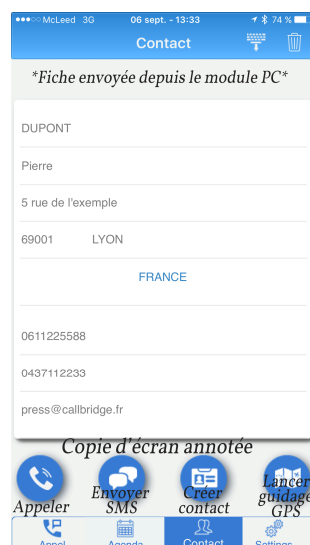 McLeed 3G 06 sept. - 13:33 74 %
Contact
*Fiche envoyée depuis le module PC*
DUPONT
Pierre
5 rue de l'exemple
69001 LYON
FRANCE
0611225588
0437112233
press@callbridge.fr
Copie d'écran annotée
Appeler
Envoyer
SMS
Créer
contact
Lancer
guidage
GPS
Appel Agenda Contact Settings